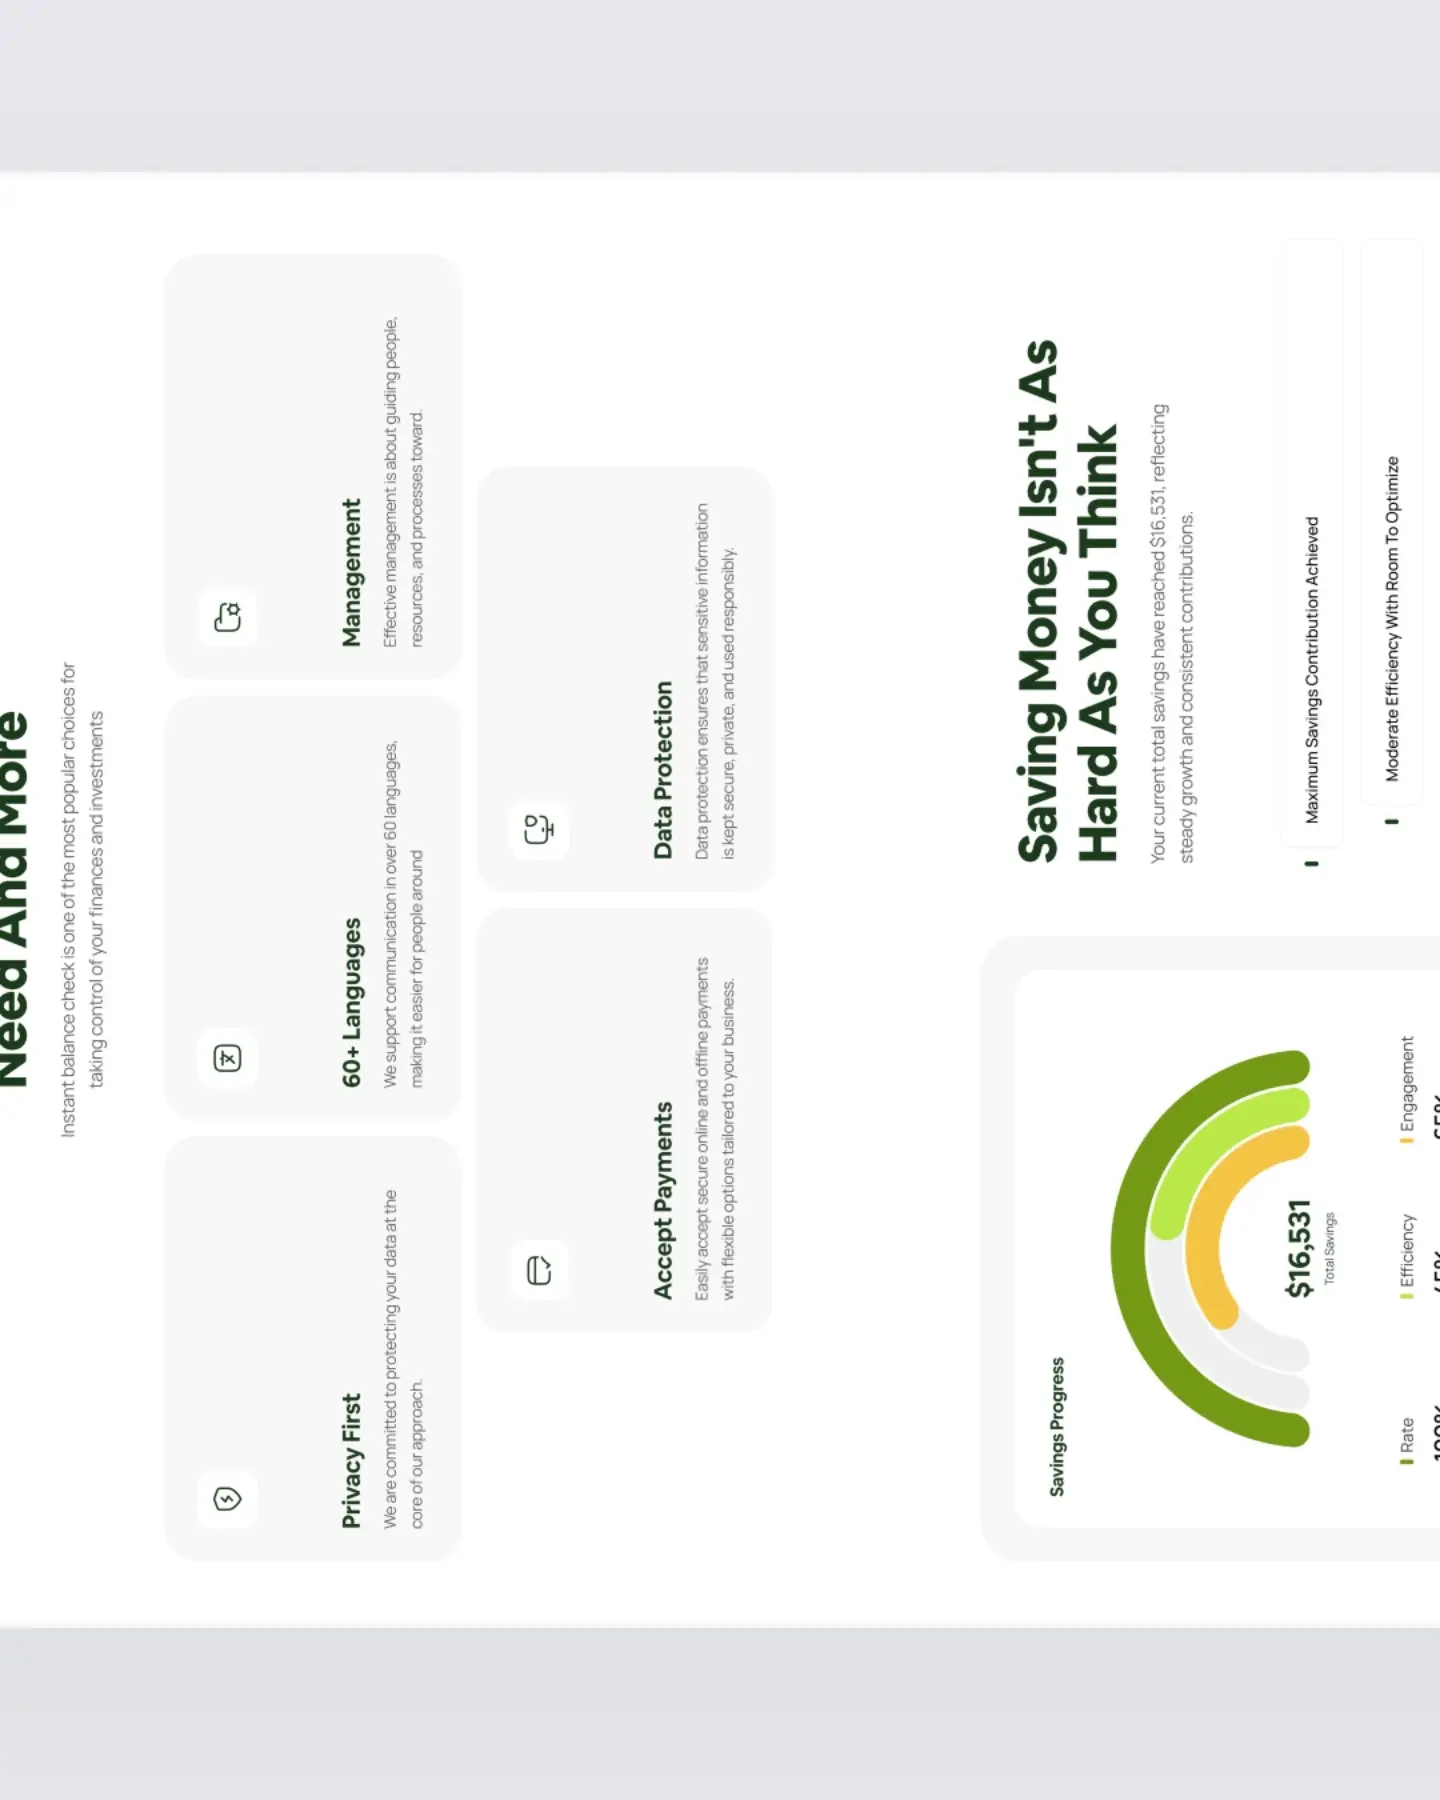 Need And More
Instant balance check is one of the most popular choices for
taking control of your finances and investments
Privacy First
We are committed to protecting your data at the
core of our approach.
60+ Languages
We support communication in over 60 languages,
making it easier for people around
Management
Effective management is about guiding people,
resources, and processes toward.
Accept Payments
Easily accept secure online and offline payments
with flexible options tailored to your business.
Data Protection
Data protection ensures that sensitive information
is kept secure, private, and used responsibly.
Savings Progress
$16,531
Total Savings
Rate
Efficiency
Engagement
Saving Money Isn't As
Hard As You Think
Your current total savings have reached $16,531, reflecting
steady growth and consistent contributions.
Maximum Savings Contribution Achieved
Moderate Efficiency With Room To Optimize